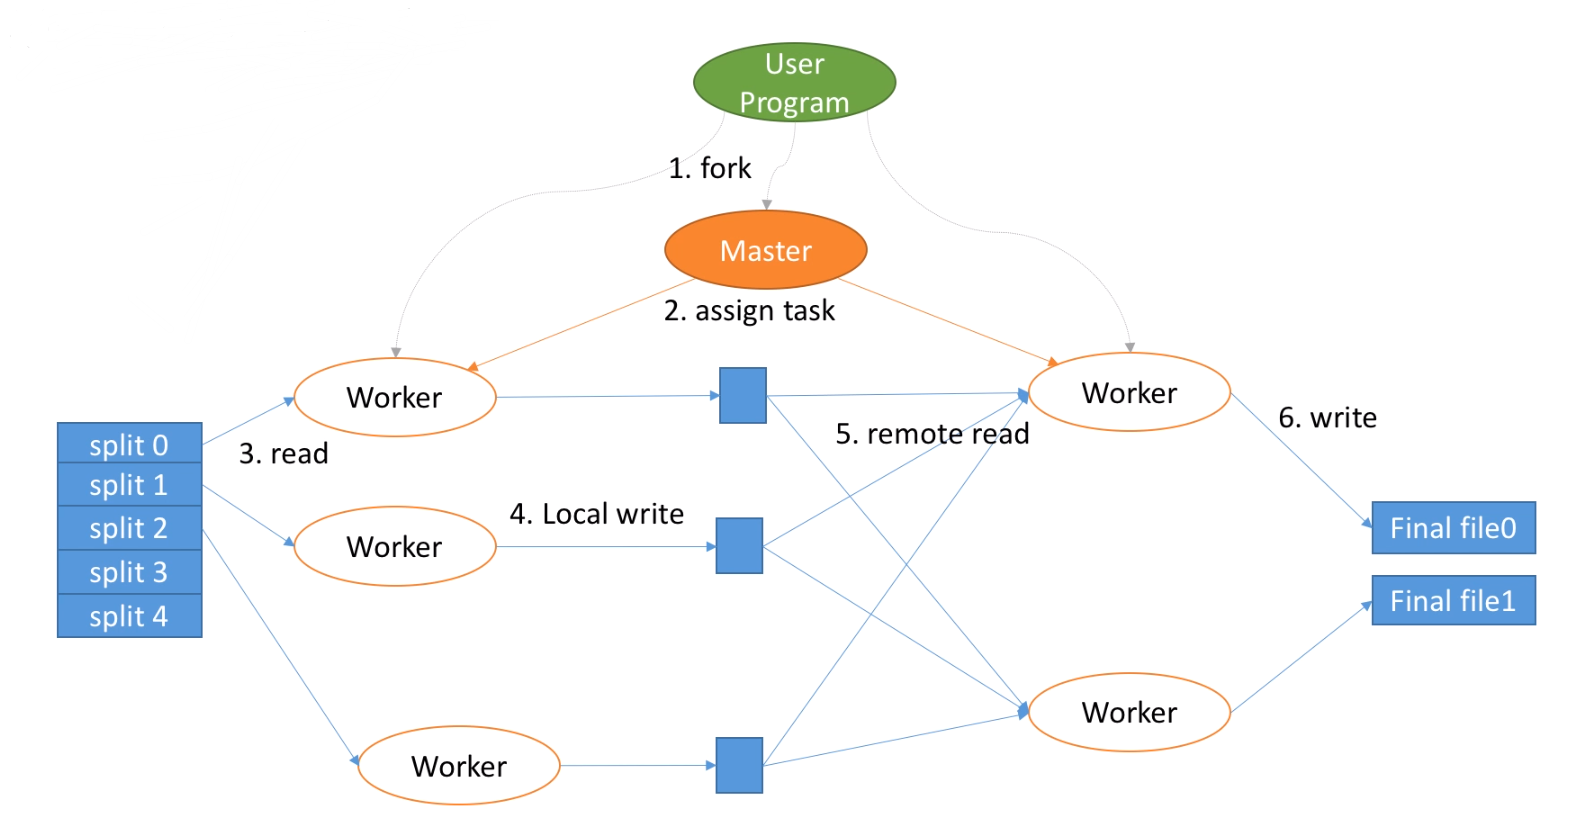 User
Program
1. fork
Master
2. assign task
Worker
Worker
split 0
split 1
split 2
split 3
split 4
3. read
5. remote read
6. write
Worker
4. Local write
Final file0
Final file1
Worker
Worker